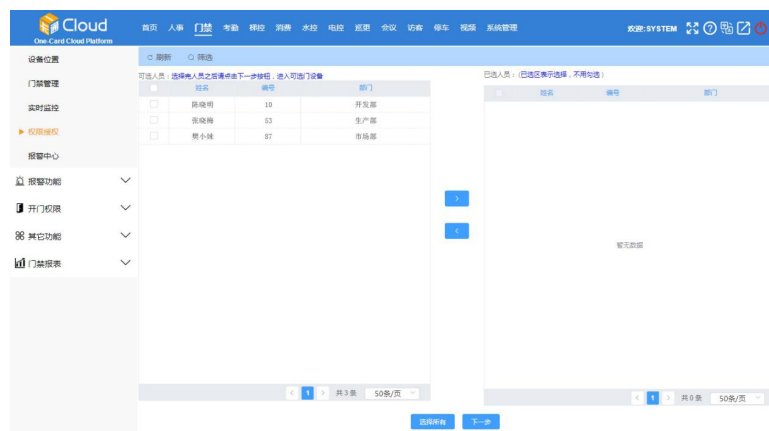 Cloud
One-Card Cloud Platform
首页 人事 门禁 考勤 梯控 消费 水控 电控 巡更 会议 访客 停车 视频 系统管理
欢迎:SYSTEM
设备位置
门禁管理
实时监控
权限授权
报警中心
报警功能
开门权限
其它功能
门禁报表
刷新 筛选
可选人员：选择完人员之后请点击下一步按钮，进入可选门设备
姓名 编号 部门
陈晓明 10 开发部
张晓梅 53 生产部
樊小妹 87 市场部
< 1 > 共3条 50条/页
>
<
已选人员：(已选区表示选择，不用勾选)
姓名 编号 部门
暂无数据
< 1 > 共0条 50条/页
选择所有 下一步